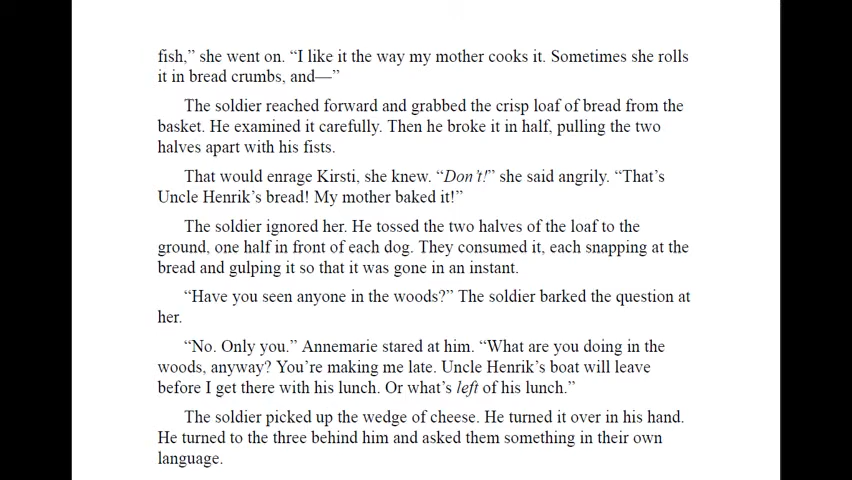 fish,” she went on. “I like it the way my mother cooks it. Sometimes she rolls
it in bread crumbs, and—”
The soldier reached forward and grabbed the crisp loaf of bread from the
basket. He examined it carefully. Then he broke it in half, pulling the two
halves apart with his fists.
That would enrage Kirsti, she knew. “Don’t!” she said angrily. “That’s
Uncle Henrik’s bread! My mother baked it!”
The soldier ignored her. He tossed the two halves of the loaf to the
ground, one half in front of each dog. They consumed it, each snapping at the
bread and gulping it so that it was gone in an instant.
“Have you seen anyone in the woods?” The soldier barked the question at
her.
“No. Only you.” Annemarie stared at him. “What are you doing in the
woods, anyway? You’re making me late. Uncle Henrik’s boat will leave
before I get there with his lunch. Or what’s left of his lunch.”
The soldier picked up the wedge of cheese. He turned it over in his hand.
He turned to the three behind him and asked them something in their own
language.